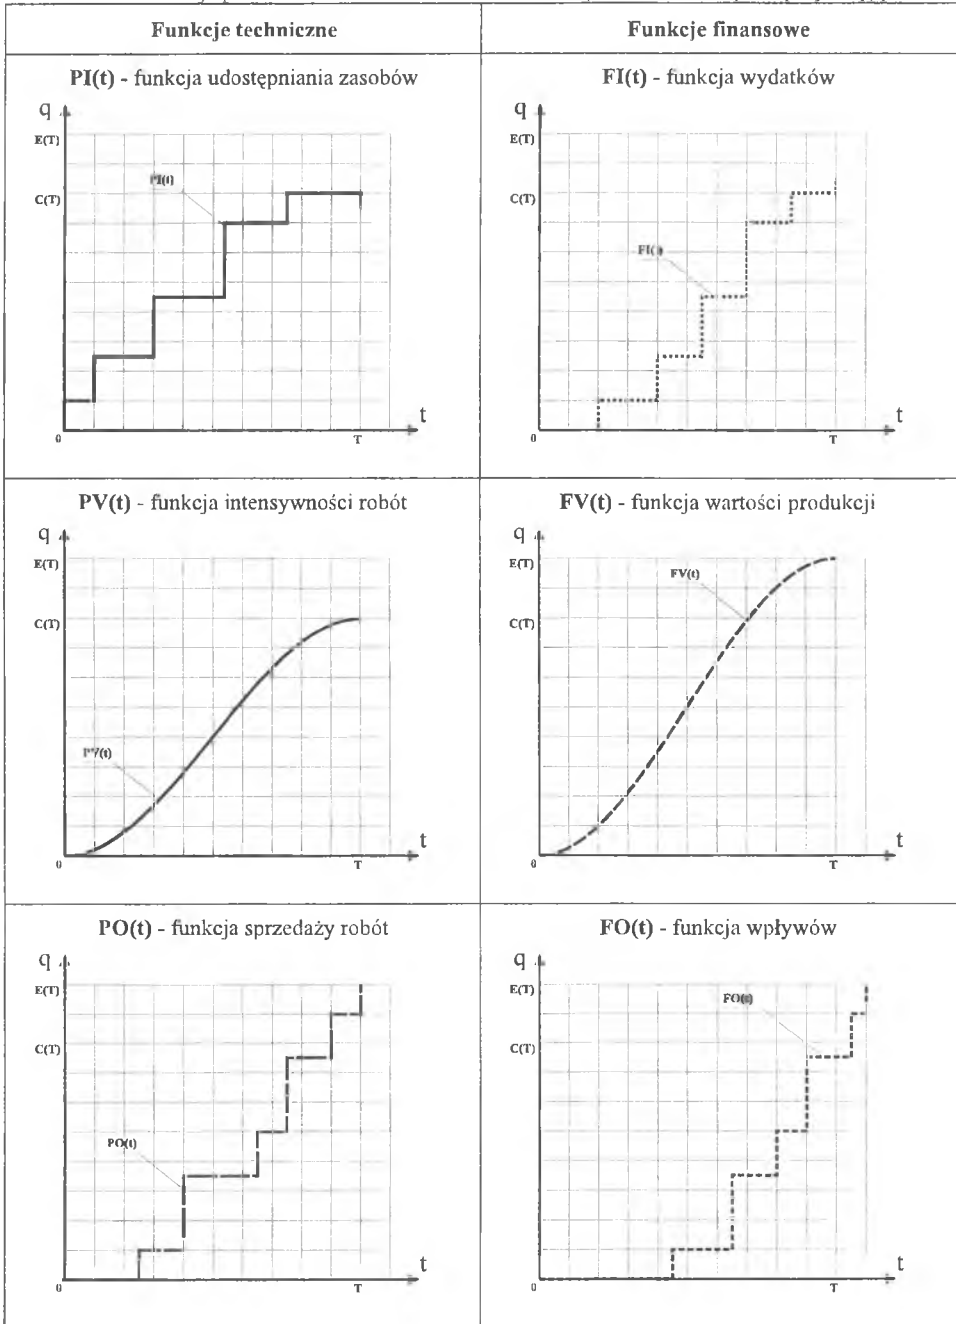 Funkcje techniczne
Funkcje finansowe
PI(t) - funkcja udostępniania zasobów
q
E(T)
C(T)
PI(t)
0
T
t
FI(t) - funkcja wydatków
q
E(T)
C(T)
FI(t)
0
T
t
PV(t) - funkcja intensywności robót
q
E(T)
C(T)
PV(t)
0
T
t
FV(t) - funkcja wartości produkcji
q
E(T)
C(T)
FV(t)
0
T
t
PO(t) - funkcja sprzedaży robót
q
E(T)
C(T)
PO(t)
0
T
t
FO(t) - funkcja wpływów
q
E(T)
C(T)
FO(t)
0
T
t